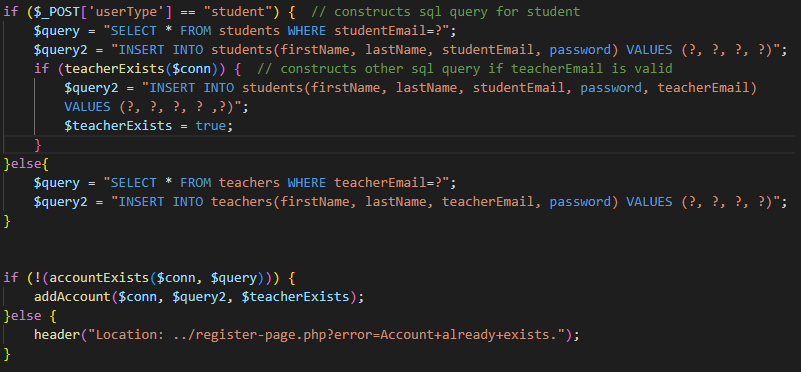 if ($_POST['userType'] == "student") {  // constructs sql query for student
    $query = "SELECT * FROM students WHERE studentEmail=?";
    $query2 = "INSERT INTO students(firstName, lastName, studentEmail, password) VALUES (?, ?, ?, ?)";
    if (teacherExists($conn)) {  // constructs other sql query if teacherEmail is valid
        $query2 = "INSERT INTO students(firstName, lastName, studentEmail, password, teacherEmail)
        VALUES (?, ?, ?, ? ,?)";
        $teacherExists = true;
    }
}else{
    $query = "SELECT * FROM teachers WHERE teacherEmail=?";
    $query2 = "INSERT INTO teachers(firstName, lastName, teacherEmail, password) VALUES (?, ?, ?, ?)";
}
if (!(accountExists($conn, $query))) {
    addAccount($conn, $query2, $teacherExists);
}else {
    header("Location: ../register-page.php?error=Account+already+exists.");
}